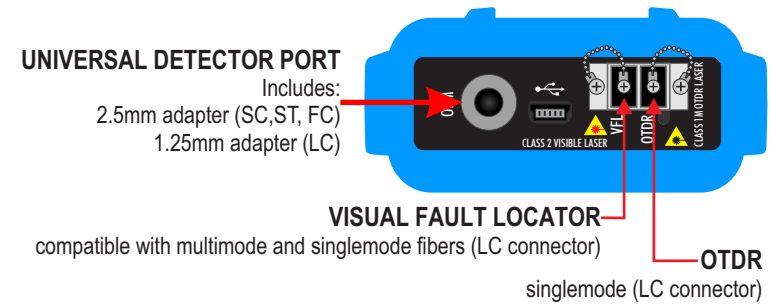 UNIVERSAL DETECTOR PORT
Includes:
2.5mm adapter (SC,ST, FC)
1.25mm adapter (LC)
CLASS 2 VISIBLE LASER
VFL
OTDR
CLASS 1M OTDR LASER
VISUAL FAULT LOCATOR
compatible with multimode and singlemode fibers (LC connector)
OTDR
singlemode (LC connector)